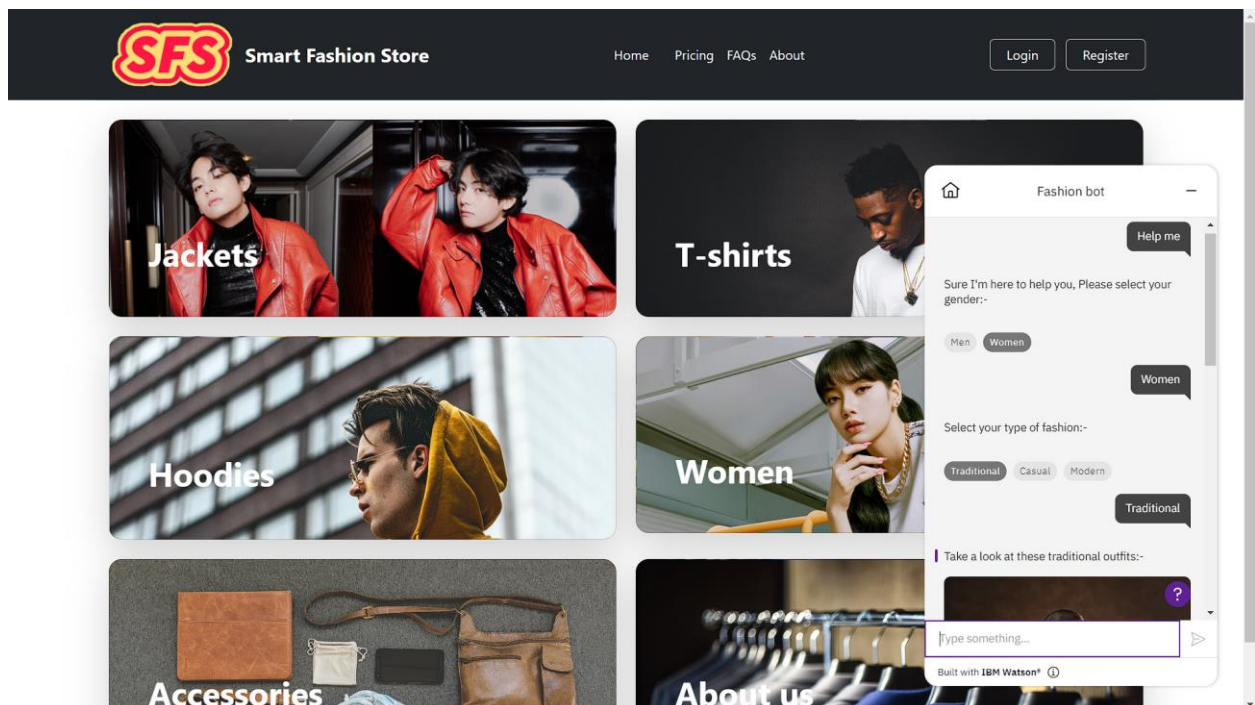 SFS
Smart Fashion Store
Home Pricing FAQs About
Login Register
Jackets
T-shirts
Hoodies
Women
Accessories
About us
Fashion bot
Help me
Sure I'm here to help you, Please select your
gender:-
Men Women
Women
Select your type of fashion:-
Traditional Casual Modern
Traditional
Take a look at these traditional outfits:-
?
Type something...
Built with IBM Watson®